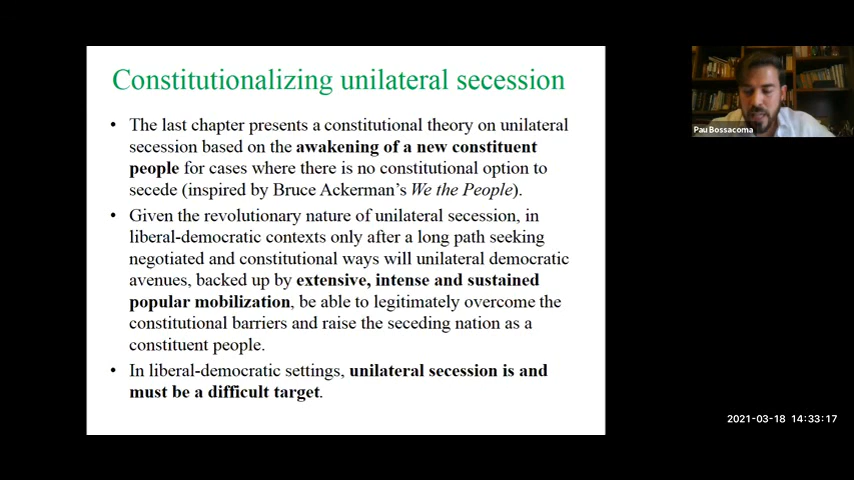 Constitutionalizing unilateral secession
• The last chapter presents a constitutional theory on unilateral
secession based on the awakening of a new constituent
people for cases where there is no constitutional option to
secede (inspired by Bruce Ackerman's We the People).
• Given the revolutionary nature of unilateral secession, in
liberal-democratic contexts only after a long path seeking
negotiated and constitutional ways will unilateral democratic
avenues, backed up by extensive, intense and sustained
popular mobilization, be able to legitimately overcome the
constitutional barriers and raise the seceding nation as a
constituent people.
• In liberal-democratic settings, unilateral secession is and
must be a difficult target.
Pau Bossacoma
2021-03-18 14:33:17